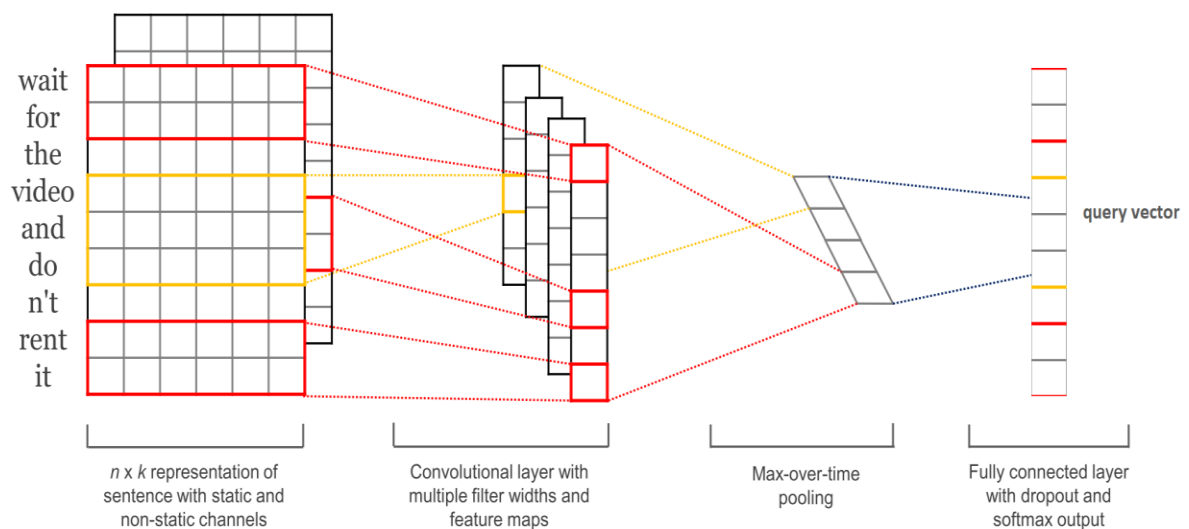 wait
for
the
video
and
do
n't
rent
it
query vector
n x k representation of
sentence with static and
non-static channels
Convolutional layer with
multiple filter widths and
feature maps
Max-over-time
pooling
Fully connected layer
with dropout and
softmax output